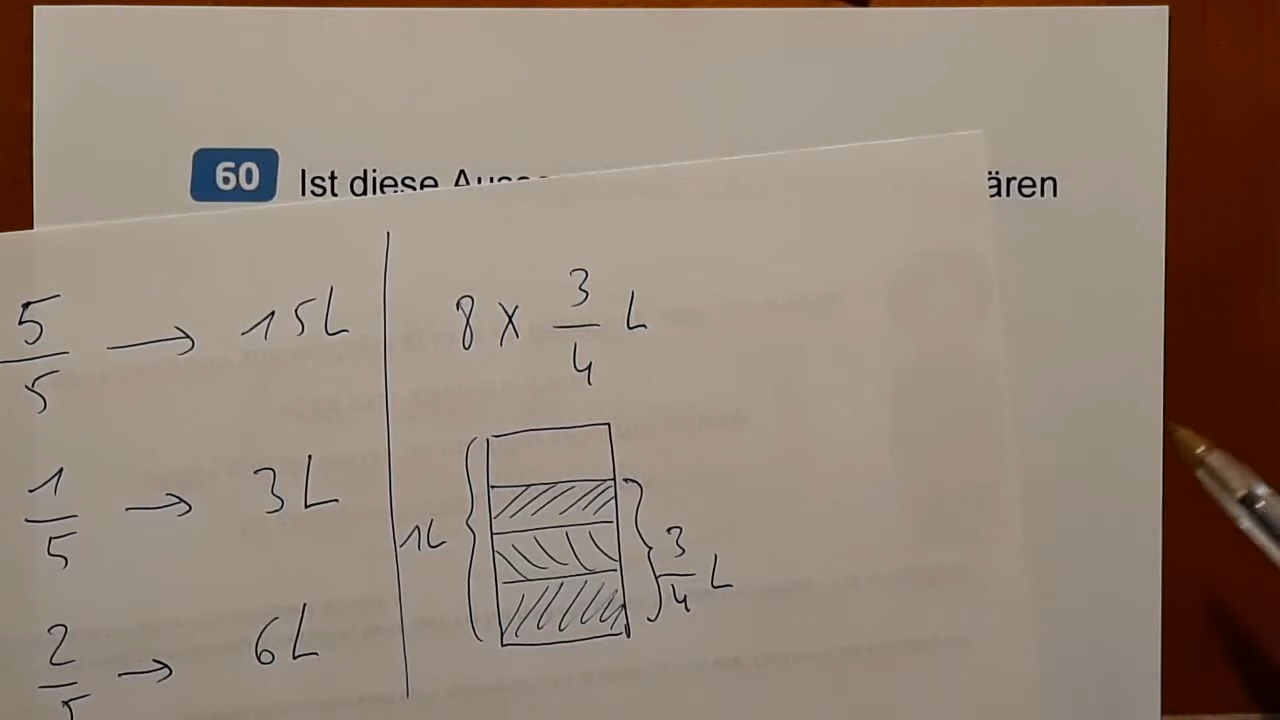 60 Ist diese
ären
5/5 → 15L
1/5 → 3L
2/5 → 6L
8 x 3/4 L
1L
3/4 L